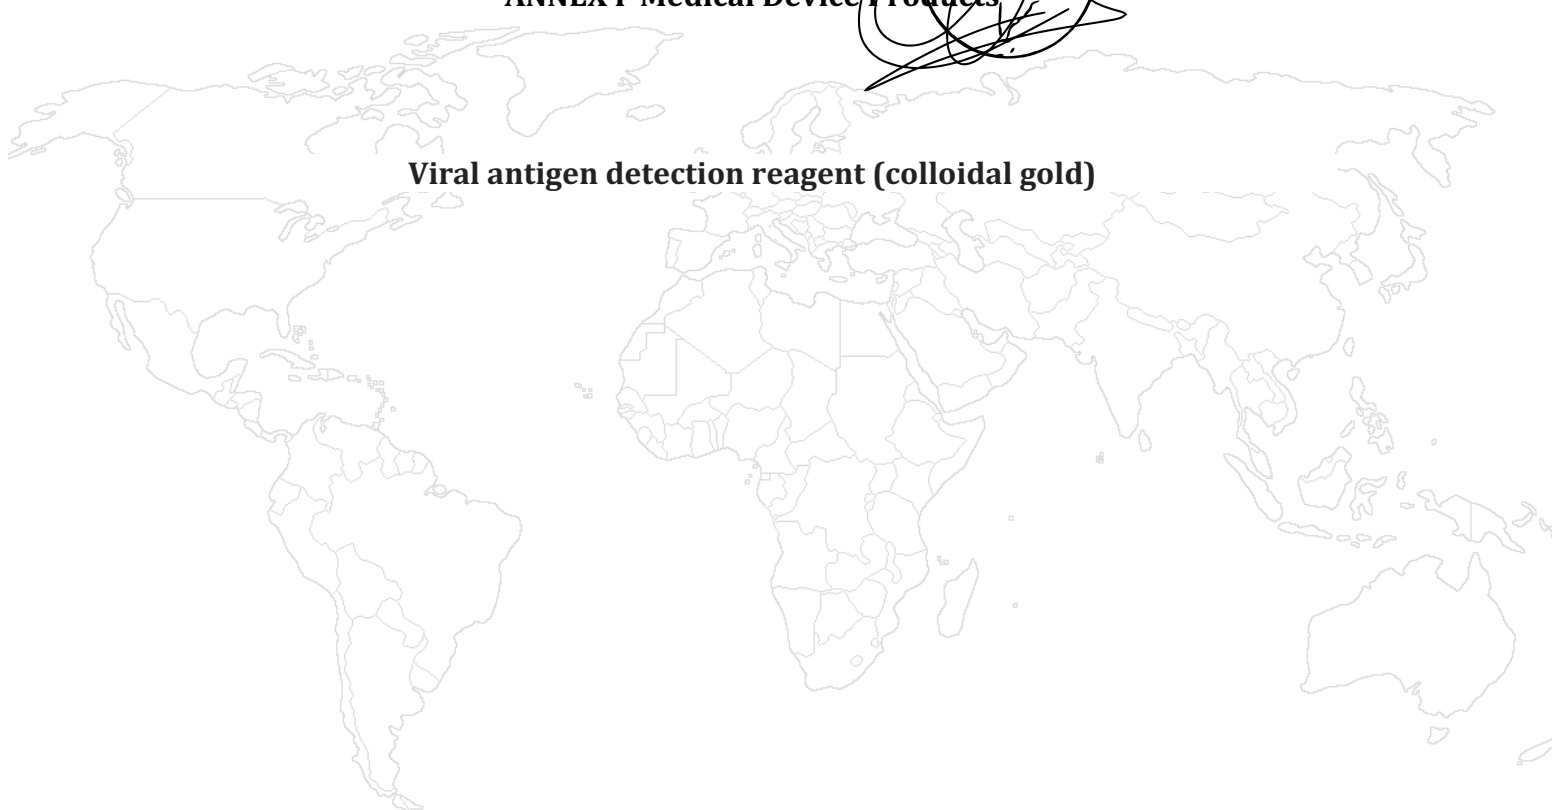 ANNEX I Medical Device Products
Viral antigen detection reagent (colloidal gold)